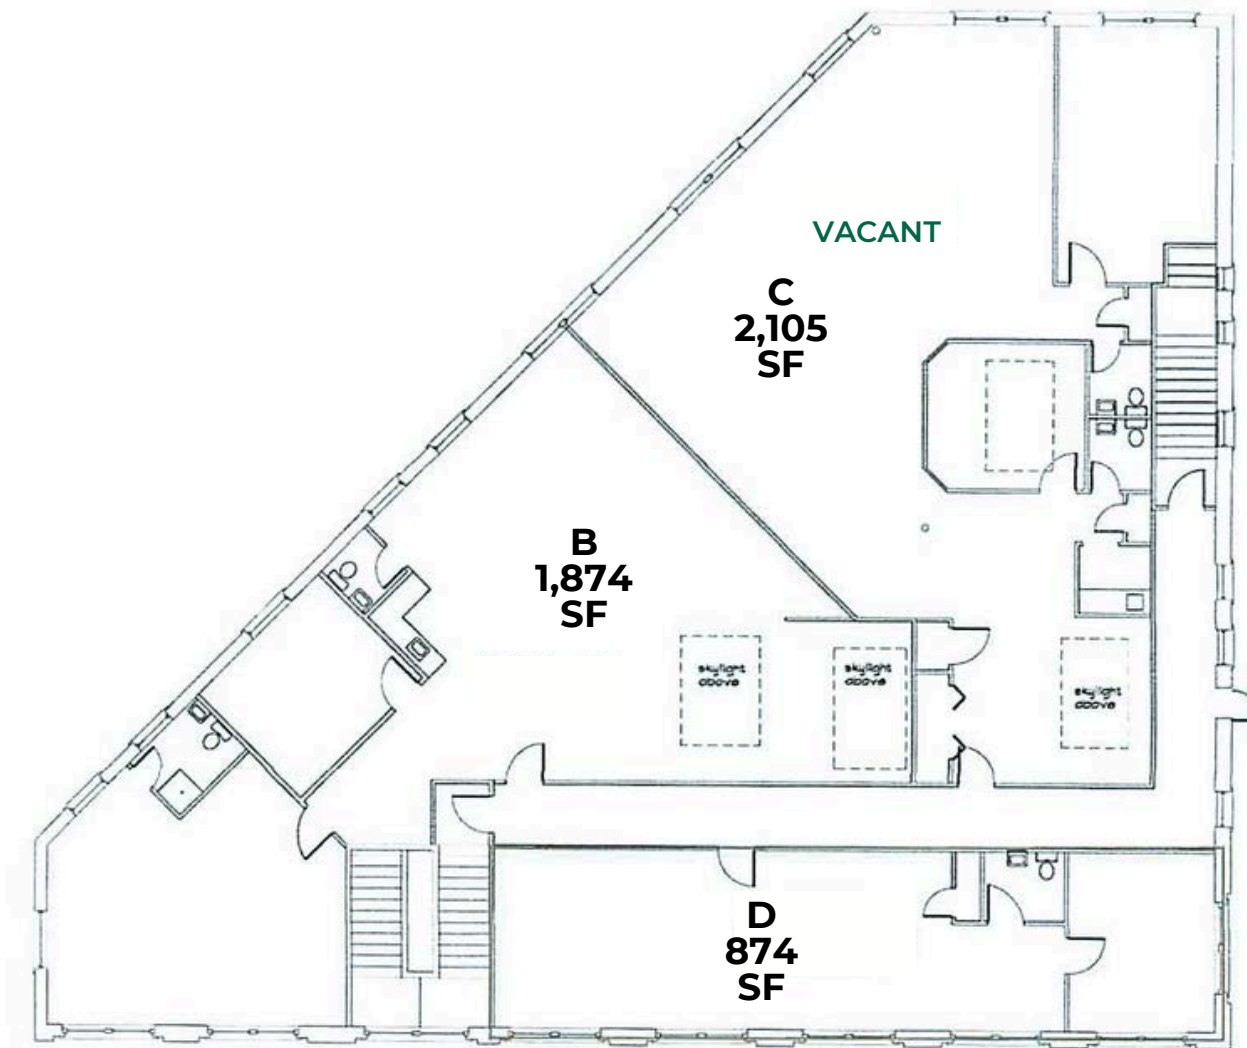 VACANT
C
2,105
SF
B
1,874
SF
skylight
above
skylight
above
skylight
above
D
874
SF